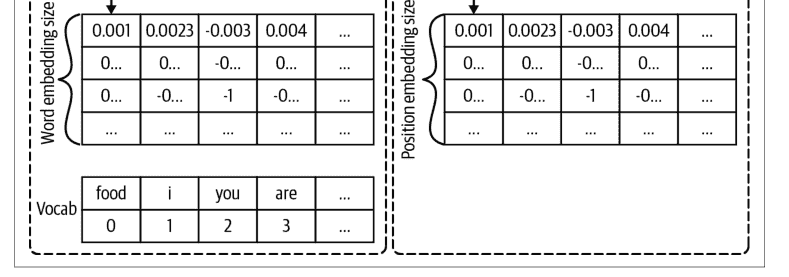 Word embedding size
0.001 0.0023 -0.003 0.004 ...
0... 0... -0... 0... ...
0... -0... -1 -0... ...
... ... ... ... ...
Vocab
food i you are ...
0 1 2 3 ...
Position embedding size
0.001 0.0023 -0.003 0.004 ...
0... 0... -0... 0... ...
0... -0... -1 -0... ...
... ... ... ... ...